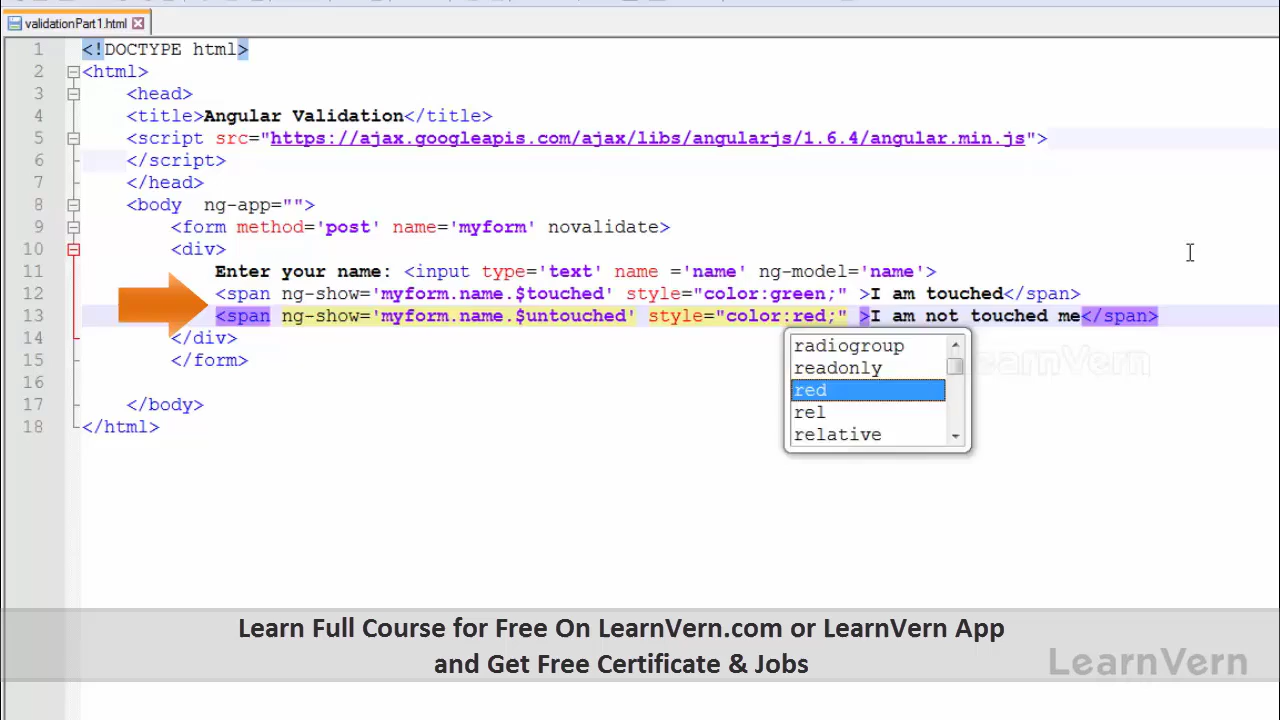 validationPart1.html
1 <!DOCTYPE html>
2 <html>
3 <head>
4 <title>Angular Validation</title>
5 <script src="https://ajax.googleapis.com/ajax/libs/angularjs/1.6.4/angular.min.js">
6 </script>
7 </head>
8 <body ng-app="">
9 <form method='post' name='myform' novalidate>
10 <div>
11 Enter your name: <input type='text' name ='name' ng-model='name'>
12 <span ng-show='myform.name.$touched' style="color:green;" >I am touched</span>
13 <span ng-show='myform.name.$untouched' style="color:red;" >I am not touched me</span>
14 </div>
15 </form>
16
17 </body>
18 </html>
radiogroup
readonly
red
rel
relative
LearnVern
Learn Full Course for Free On LearnVern.com or LearnVern App
and Get Free Certificate & Jobs
LearnVern